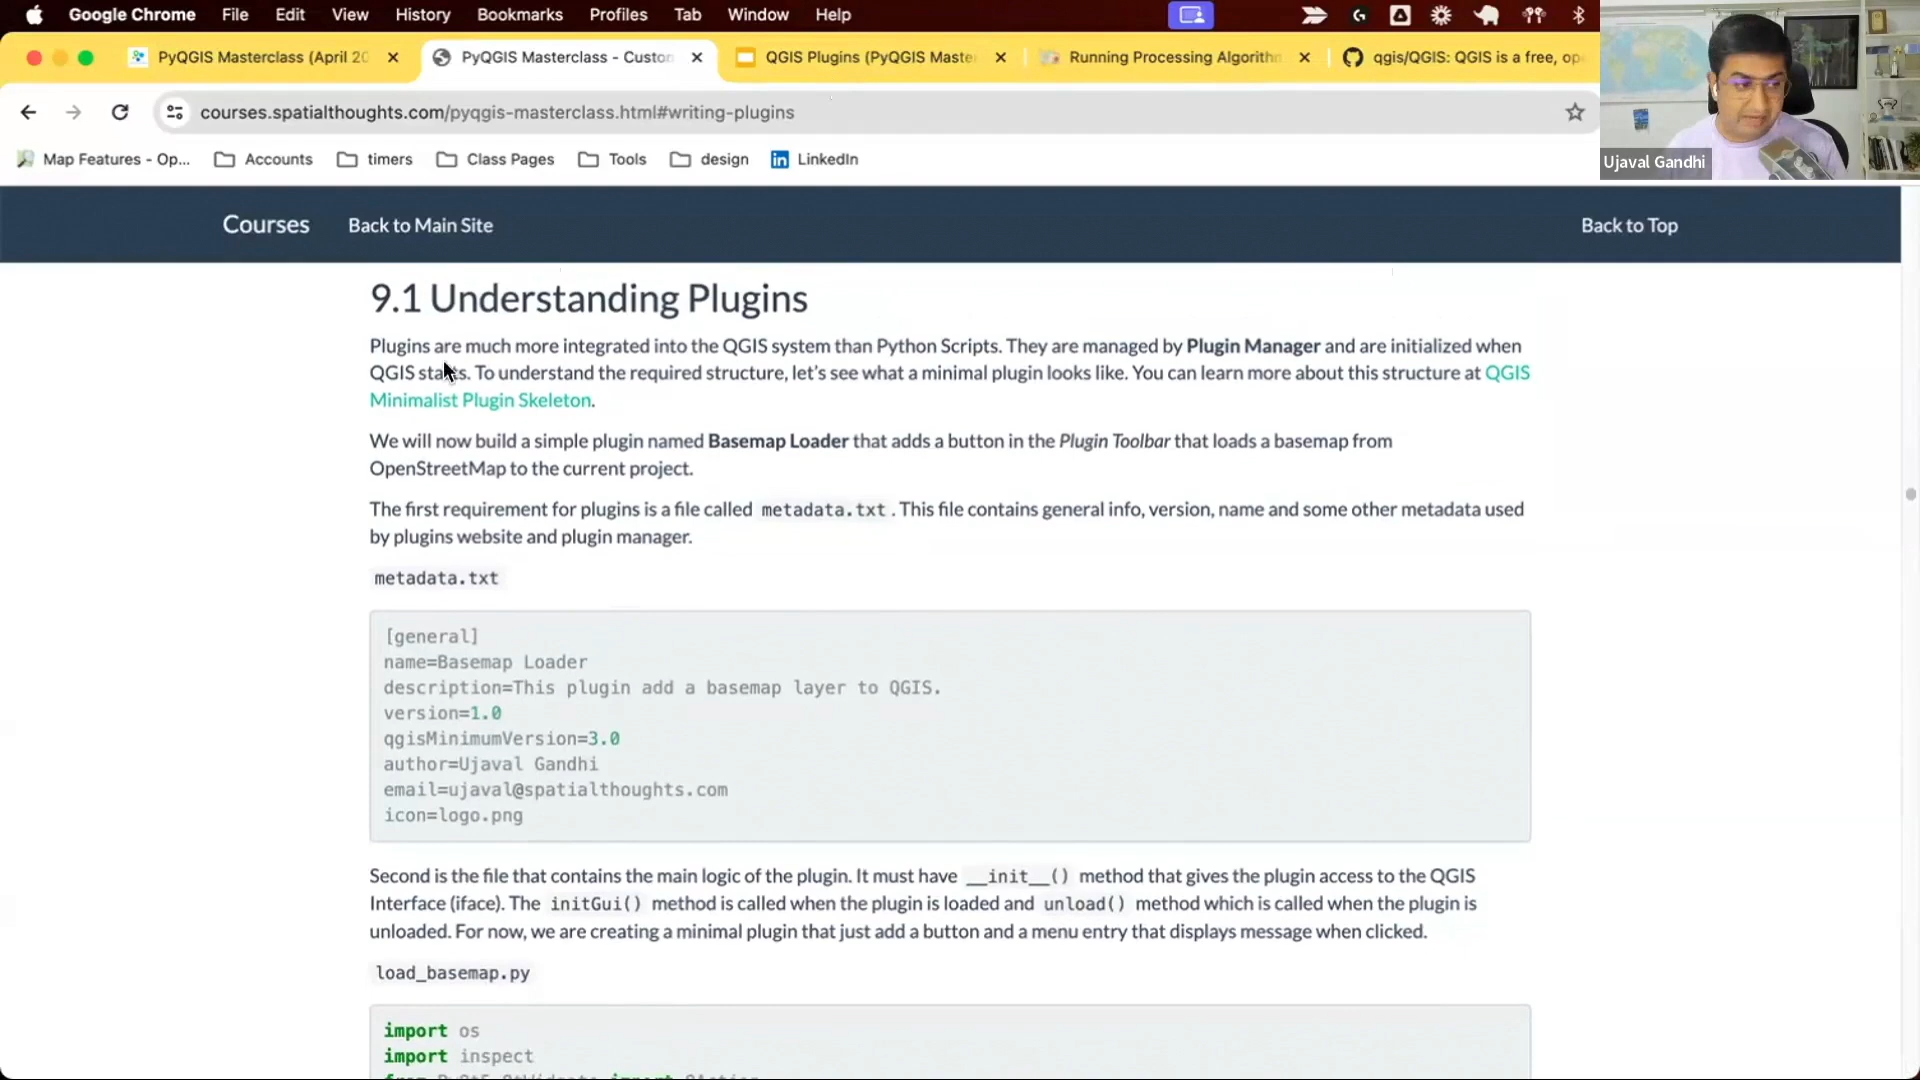 Google Chrome File Edit View History Bookmarks Profiles Tab Window Help
PyQGIS Masterclass (April 20 PyQGIS Masterclass - Custom QGIS Plugins (PyQGIS Maste Running Processing Algorithm qgis/QGIS: QGIS is a free, op
courses.spatialthoughts.com/pyqgis-masterclass.html#writing-plugins
Map Features - Op... Accounts timers Class Pages Tools design LinkedIn
Ujaval Gandhi
Courses Back to Main Site Back to Top
9.1 Understanding Plugins
Plugins are much more integrated into the QGIS system than Python Scripts. They are managed by Plugin Manager and are initialized when
QGIS starts. To understand the required structure, let's see what a minimal plugin looks like. You can learn more about this structure at QGIS
Minimalist Plugin Skeleton.
We will now build a simple plugin named Basemap Loader that adds a button in the Plugin Toolbar that loads a basemap from
OpenStreetMap to the current project.
The first requirement for plugins is a file called metadata.txt. This file contains general info, version, name and some other metadata used
by plugins website and plugin manager.
metadata.txt
[general]
name=Basemap Loader
description=This plugin add a basemap layer to QGIS.
version=1.0
qgisMinimumVersion=3.0
author=Ujaval Gandhi
email=ujaval@spatialthoughts.com
icon=logo.png
Second is the file that contains the main logic of the plugin. It must have __init__() method that gives the plugin access to the QGIS
Interface (iface). The initGui() method is called when the plugin is loaded and unload() method which is called when the plugin is
unloaded. For now, we are creating a minimal plugin that just add a button and a menu entry that displays message when clicked.
load_basemap.py
import os
import inspect